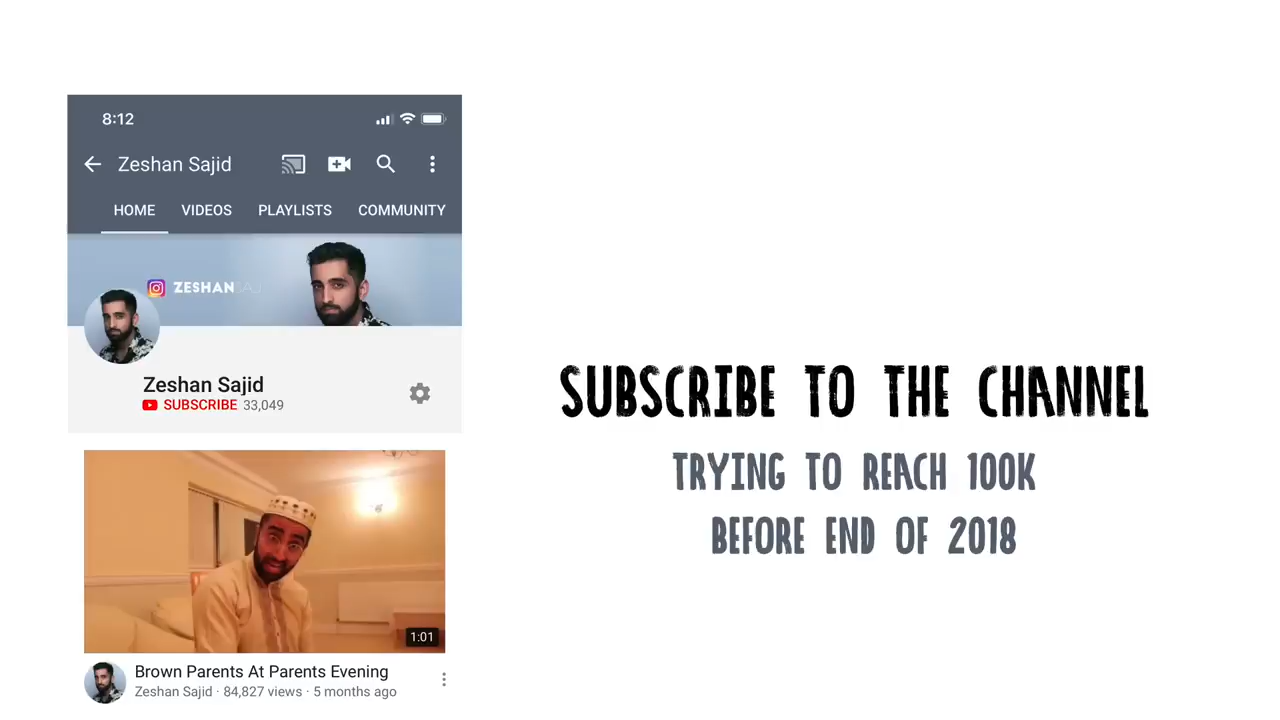 8:12
Zeshan Sajid
HOME VIDEOS PLAYLISTS COMMUNITY
ZESHANSAJ
Zeshan Sajid
SUBSCRIBE 33,049
SUBSCRIBE TO THE CHANNEL
TRYING TO REACH 100K
BEFORE END OF 2018
1:01
Brown Parents At Parents Evening
Zeshan Sajid · 84,827 views · 5 months ago